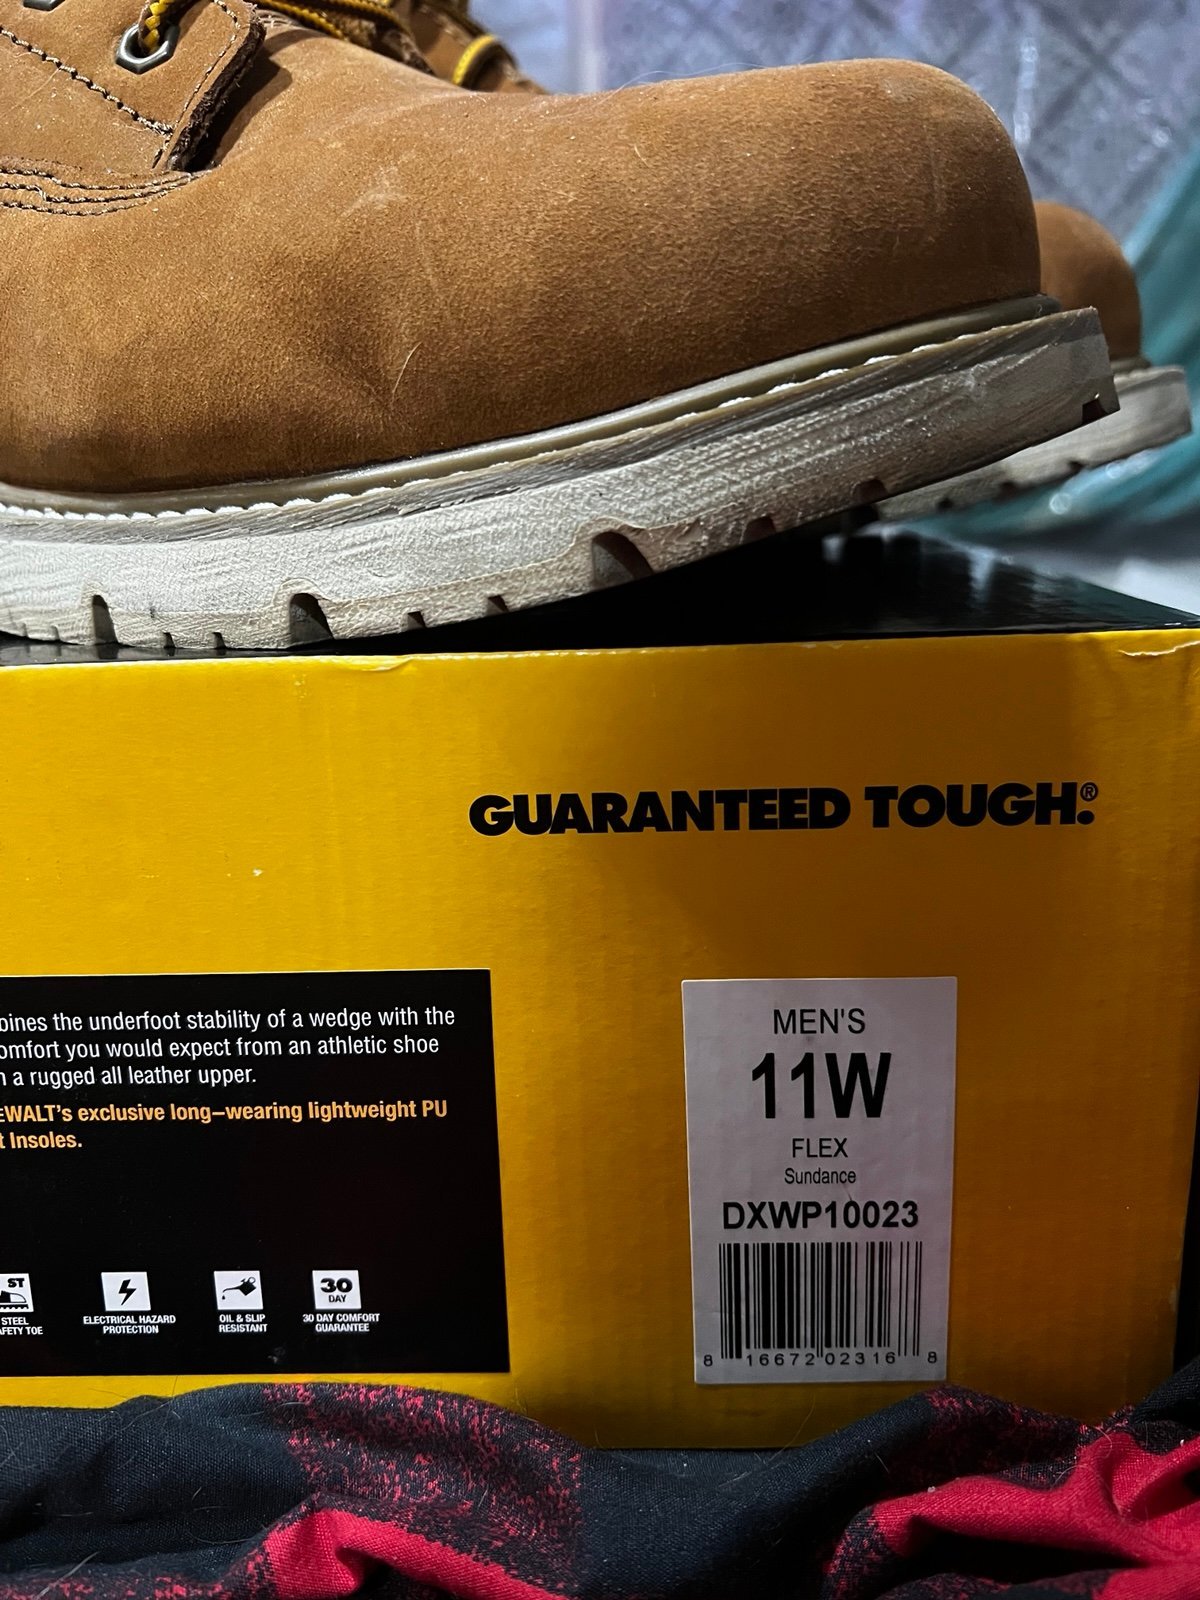 GUARANTEED TOUGH.®
bines the underfoot stability of a wedge with the
omfort you would expect from an athletic shoe
a rugged all leather upper.
EWALT's exclusive long–wearing lightweight PU
t Insoles.
ST
STEEL
AFETY TOE
ELECTRICAL HAZARD
PROTECTION
OIL & SLIP
RESISTANT
30
DAY
30 DAY COMFORT
GUARANTEE
MEN'S
11W
FLEX
Sundance
DXWP10023
8 16672 02316 8